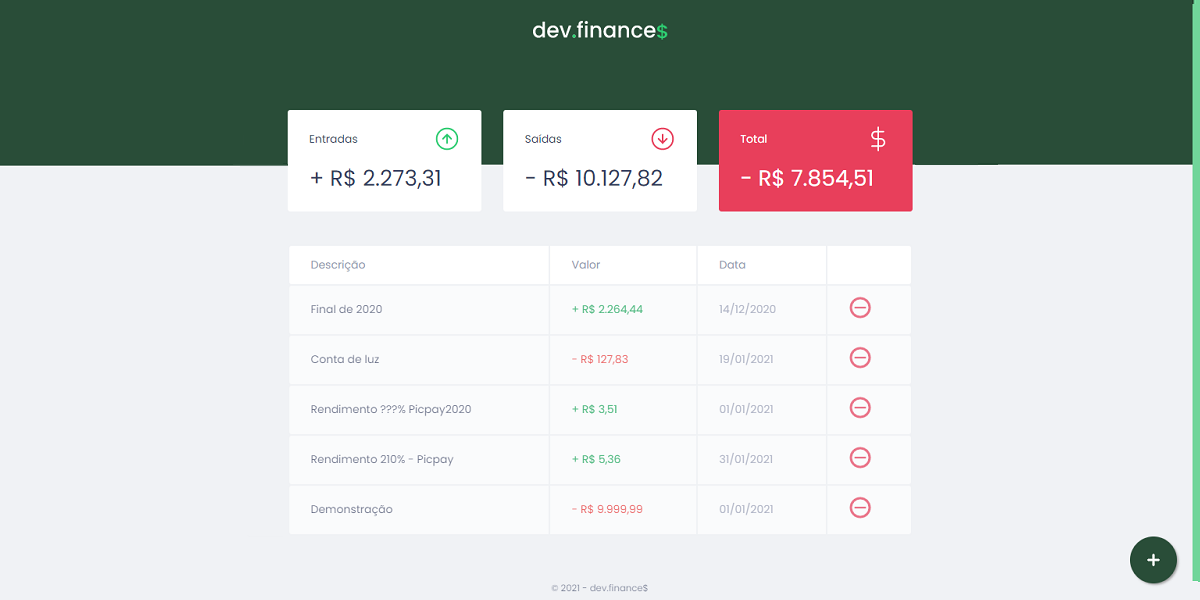 dev.finance$
Entradas
+ R$ 2.273,31
Saídas
- R$ 10.127,82
Total
$
- R$ 7.854,51
Descrição Valor Data
Final de 2020 + R$ 2.264,44 14/12/2020
Conta de luz - R$ 127,83 19/01/2021
Rendimento ???% Picpay2020 + R$ 3,51 01/01/2021
Rendimento 210% - Picpay + R$ 5,36 31/01/2021
Demonstração - R$ 9.999,99 01/01/2021
+
© 2021 - dev.finance$